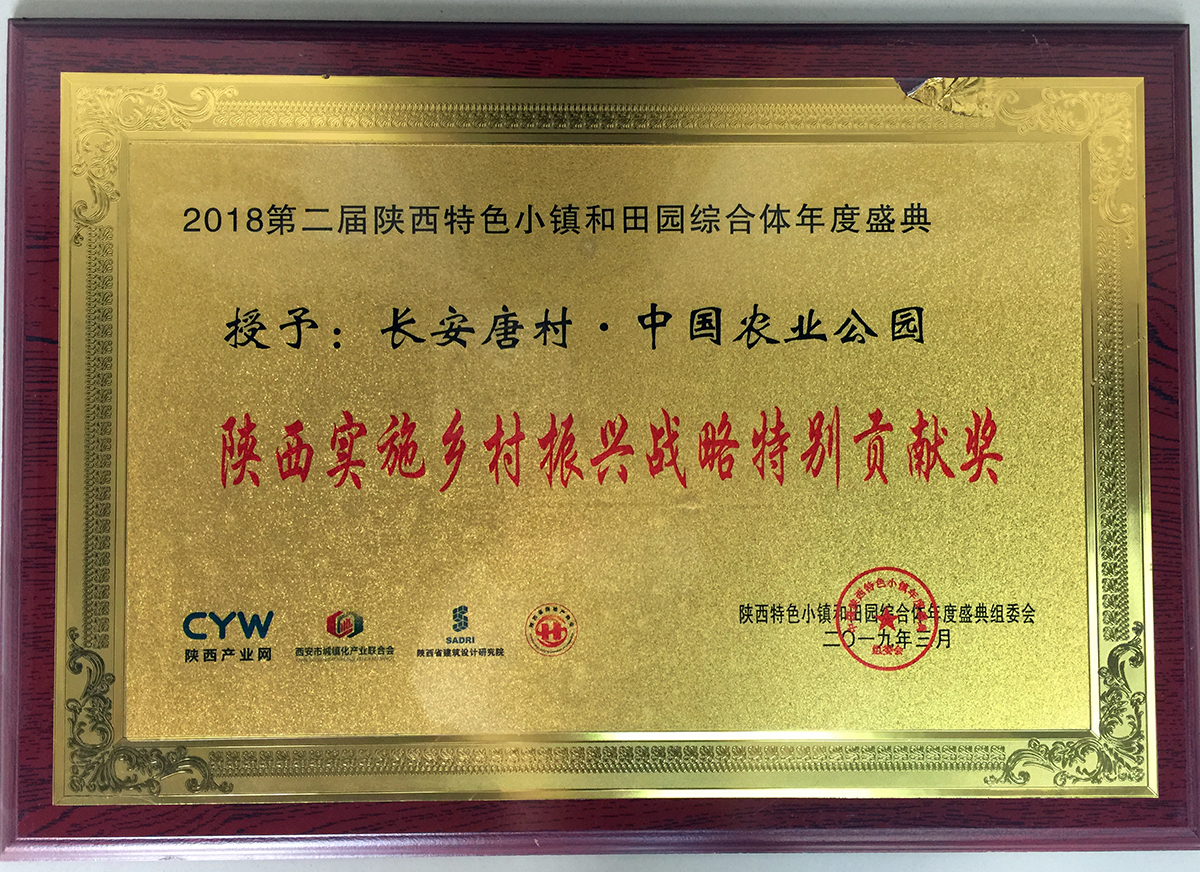 2018第二届陕西特色小镇和田园综合体年度盛典
授予：长安唐村·中国农业公园
陕西实施乡村振兴战略特别贡献奖
CYW
陕西产业网
西安市城镇化产业联合会
SADRI
陕西省建筑设计研究院
陕西特色小镇和田园综合体年度盛典组委会
二〇一九年三月
组委会